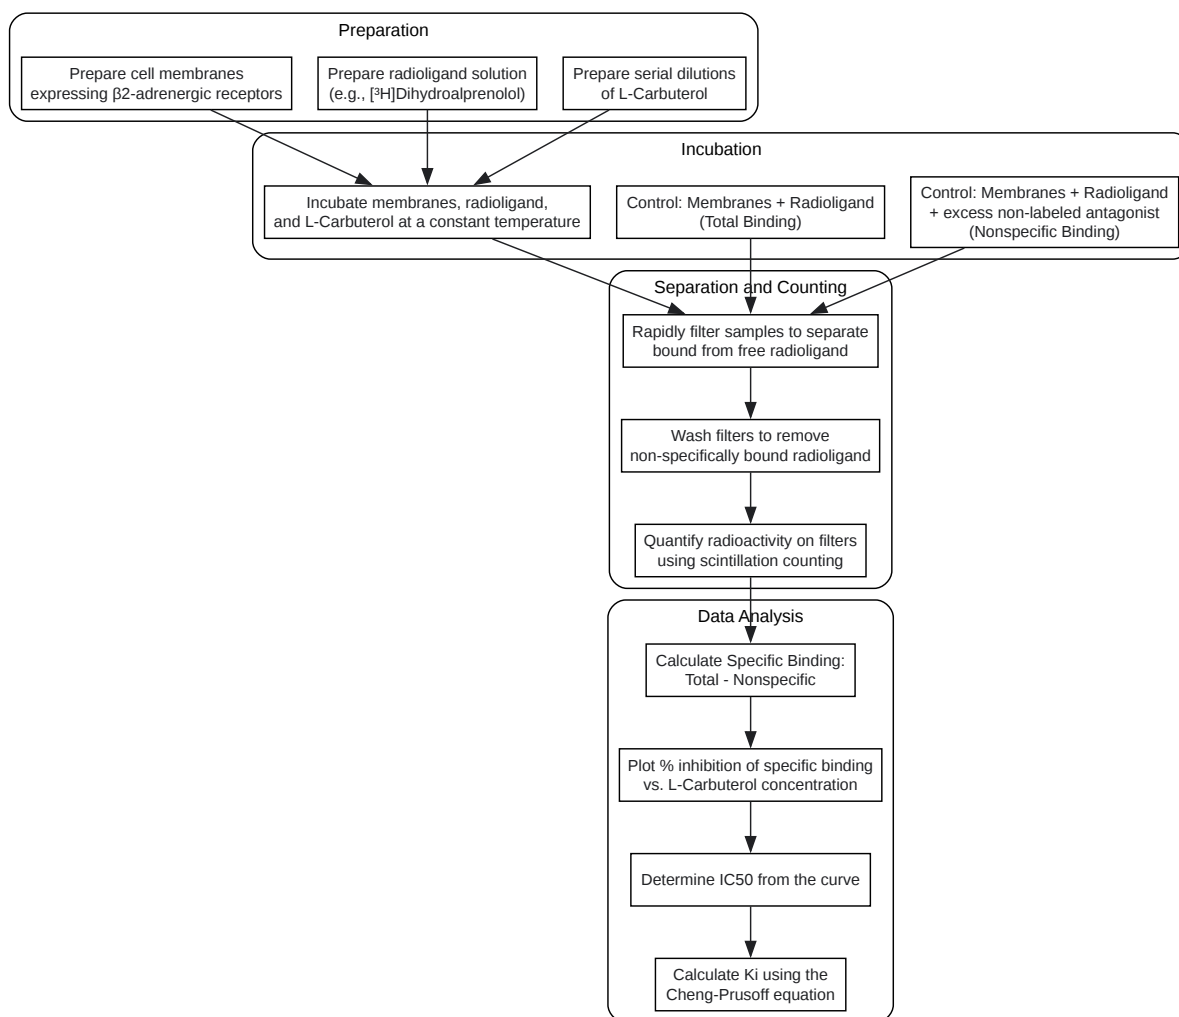 Preparation
Prepare cell membranes
expressing β2-adrenergic receptors
Prepare radioligand solution
(e.g., [³H]Dihydroalprenolol)
Prepare serial dilutions
of L-Carbuterol
Incubation
Incubate membranes, radioligand,
and L-Carbuterol at a constant temperature
Control: Membranes + Radioligand
(Total Binding)
Control: Membranes + Radioligand
+ excess non-labeled antagonist
(Nonspecific Binding)
Separation and Counting
Rapidly filter samples to separate
bound from free radioligand
Wash filters to remove
non-specifically bound radioligand
Quantify radioactivity on filters
using scintillation counting
Data Analysis
Calculate Specific Binding:
Total - Nonspecific
Plot % inhibition of specific binding
vs. L-Carbuterol concentration
Determine IC50 from the curve
Calculate Ki using the
Cheng-Prusoff equation